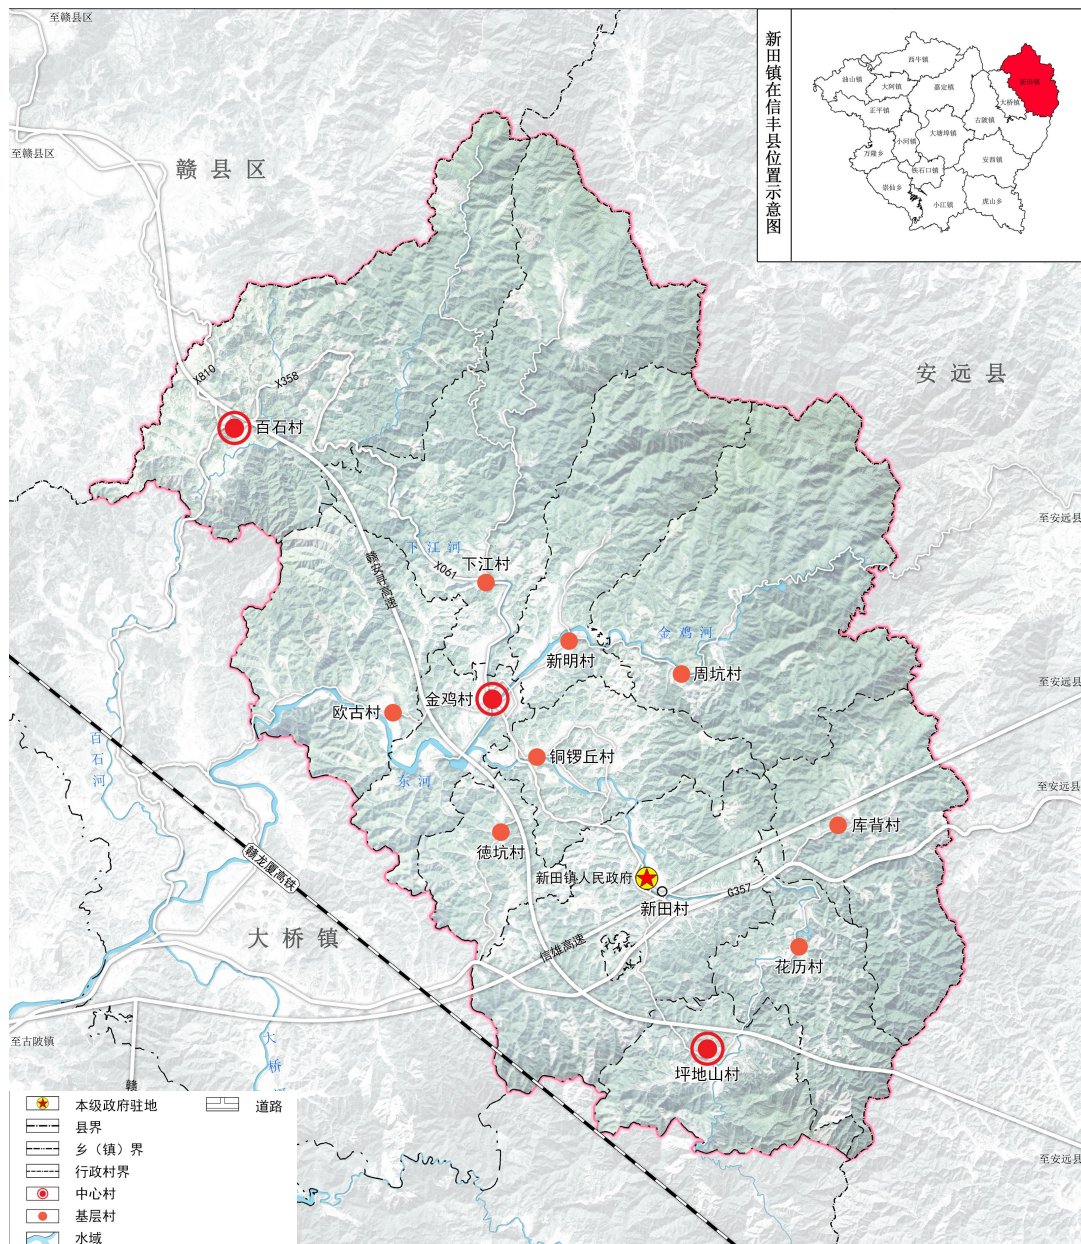 至赣县区
至赣县区
赣县区
新田镇在信丰县位置示意图
西牛镇
油山镇
大阿镇
嘉定镇
新田镇
大桥镇
正平镇
古陂镇
大塘埠镇
小河镇
万隆乡
安西镇
铁石口镇
崇仙乡
小江镇
虎山乡
安远县
X810
X358
百石村
至安远县
下江河
X061
下江村
赣安寻高速
金鸡河
新明村
周坑村
至安远县
金鸡村
欧古村
百石河
东河
铜锣丘村
至安远县
库背村
德坑村
赣龙厦高铁
新田镇人民政府
G357
新田村
大桥镇
信雄高速
花历村
至古陂镇
大桥
坪地山村
赣
至安远县
本级政府驻地
道路
县界
乡（镇）界
行政村界
中心村
基层村
水域